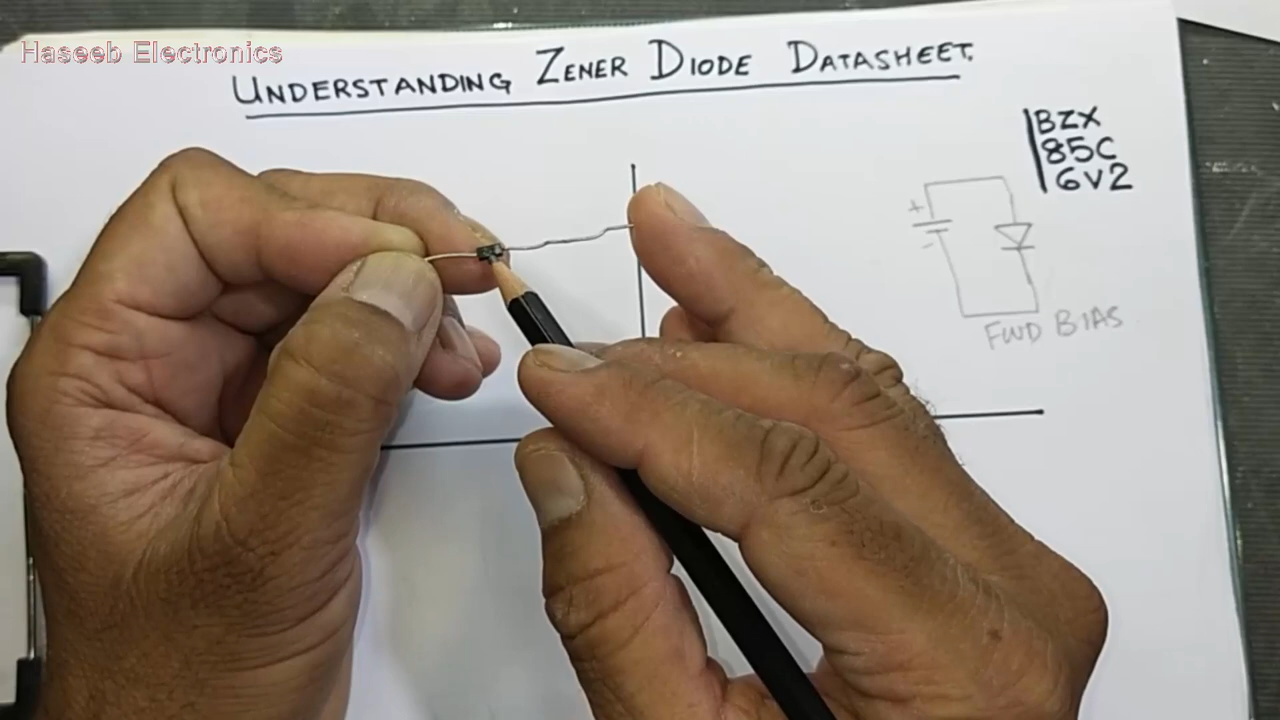 Haseeb Electronics
UNDERSTANDING ZENER DIODE DATASHEET.
BZX
85C
6V2
+
-
FWD BIAS